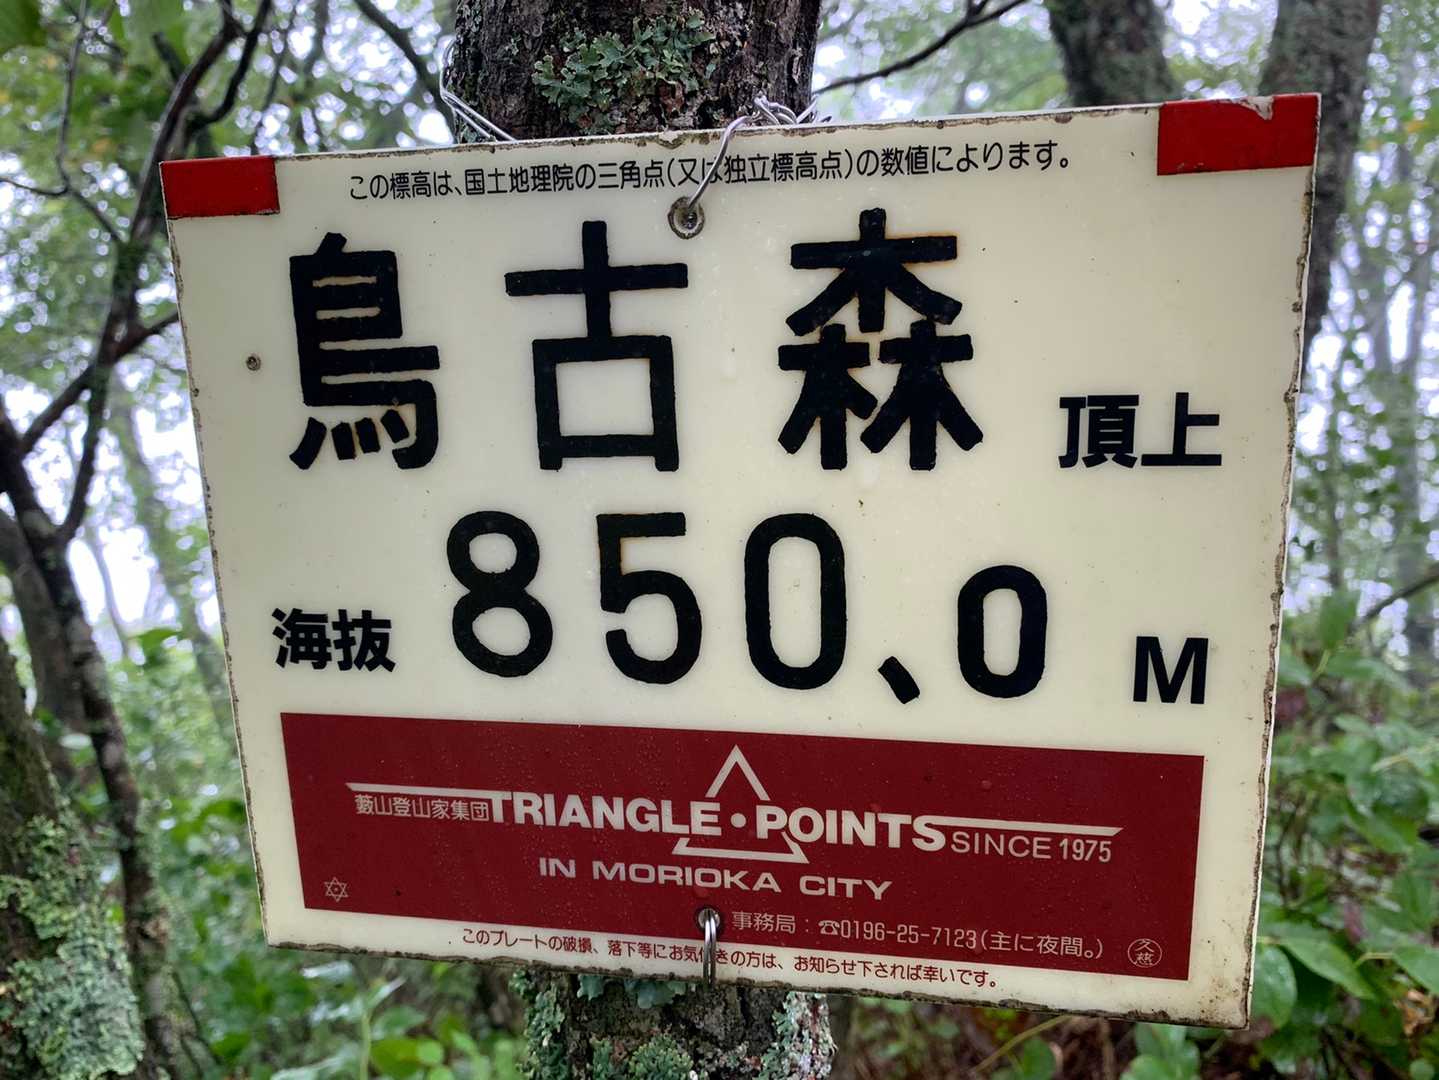 この標高は、国土地理院の三角点(又は独立標高点)の数値によります。
鳥古森 頂上
海抜 850、0 M
藪山登山家集団TRIANGLE・POINTS SINCE 1975
IN MORIOKA CITY
事務局：☎0196-25-7123(主に夜間。)
このプレートの破損、落下等にお気付きの方は、お知らせ下されば幸いです。